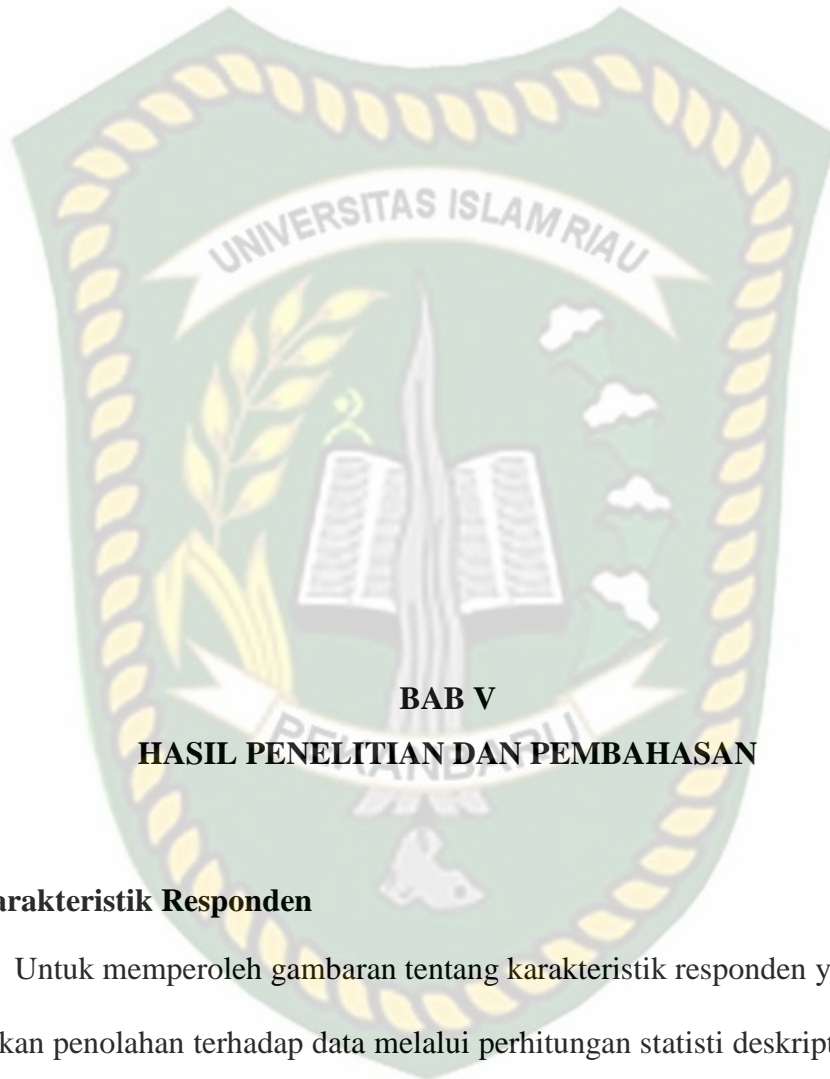 UNIVERSITAS ISLAM RIAU
BAB V
PEKANBARU
HASIL PENELITIAN DAN PEMBAHASAN
arakteristik Responden
Untuk memperoleh gambaran tentang karakteristik responden y
kan penolahan terhadap data melalui perhitungan statisti deskript